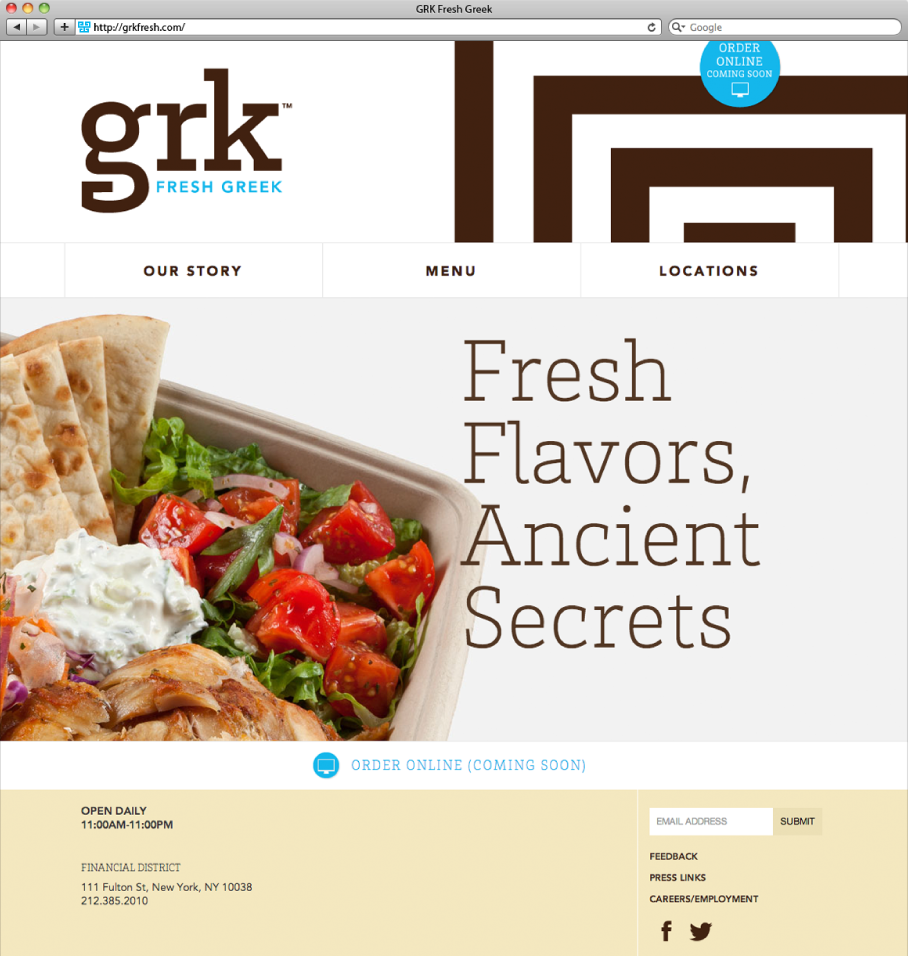 GRK Fresh Greek
http://grkfresh.com/
Google
ORDER
ONLINE
COMING SOON
grk™
FRESH GREEK
OUR STORY
MENU
LOCATIONS
Fresh
Flavors,
Ancient
Secrets
ORDER ONLINE (COMING SOON)
OPEN DAILY
11:00AM-11:00PM
FINANCIAL DISTRICT
111 Fulton St, New York, NY 10038
212.385.2010
EMAIL ADDRESS
SUBMIT
FEEDBACK
PRESS LINKS
CAREERS/EMPLOYMENT